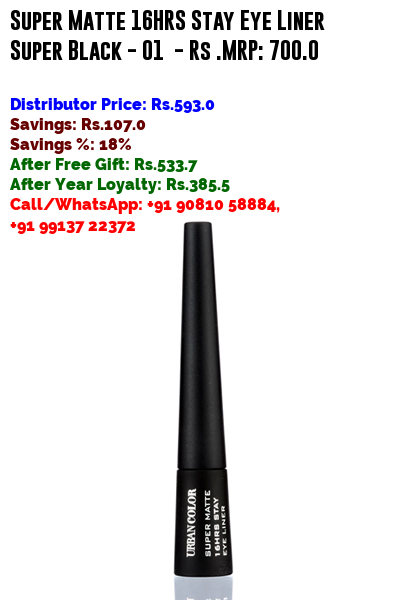 Super Matte 16HRS Stay Eye Liner
Super Black - 01 - Rs .MRP: 700.0
Distributor Price: Rs.593.0
Savings: Rs.107.0
Savings %: 18%
After Free Gift: Rs.533.7
After Year Loyalty: Rs.385.5
Call/WhatsApp: +91 90810 58884,
+91 99137 22372
URBAN COLOR
SUPER MATTE
16HRS STAY
EYE LINER